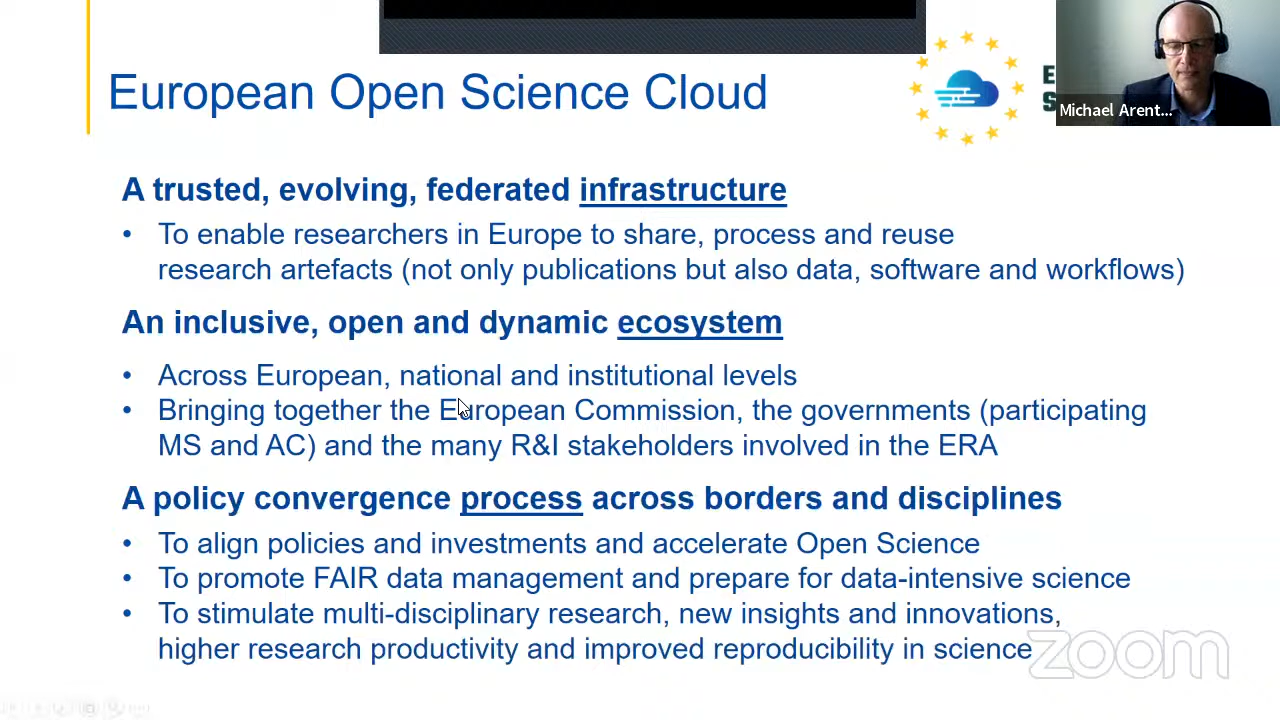 European Open Science Cloud
Michael Arent...
A trusted, evolving, federated infrastructure
• To enable researchers in Europe to share, process and reuse
research artefacts (not only publications but also data, software and workflows)
An inclusive, open and dynamic ecosystem
• Across European, national and institutional levels
• Bringing together the European Commission, the governments (participating
MS and AC) and the many R&I stakeholders involved in the ERA
A policy convergence process across borders and disciplines
• To align policies and investments and accelerate Open Science
• To promote FAIR data management and prepare for data-intensive science
• To stimulate multi-disciplinary research, new insights and innovations,
higher research productivity and improved reproducibility in science
zoom